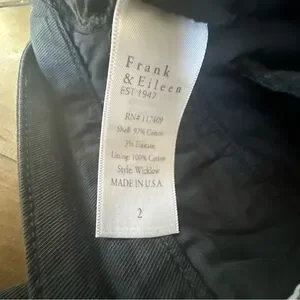 Frank
& Eileen
EST 1947
RN# 117409
Shell: 97% Cotton
3% Elastane
Lining: 100% Cotton
Style: Wicklow
MADE IN U.S.A.
2